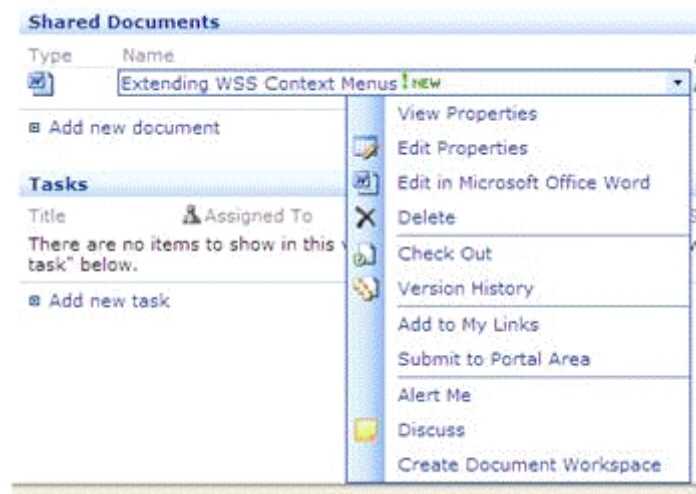 Shared Documents
Type Name
Extending WSS Context Menus ! NEW
Add new document
View Properties
Edit Properties
Edit in Microsoft Office Word
Delete
Check Out
Version History
Add to My Links
Submit to Portal Area
Alert Me
Discuss
Create Document Workspace
Tasks
Title Assigned To
There are no items to show in this
task" below.
Add new task